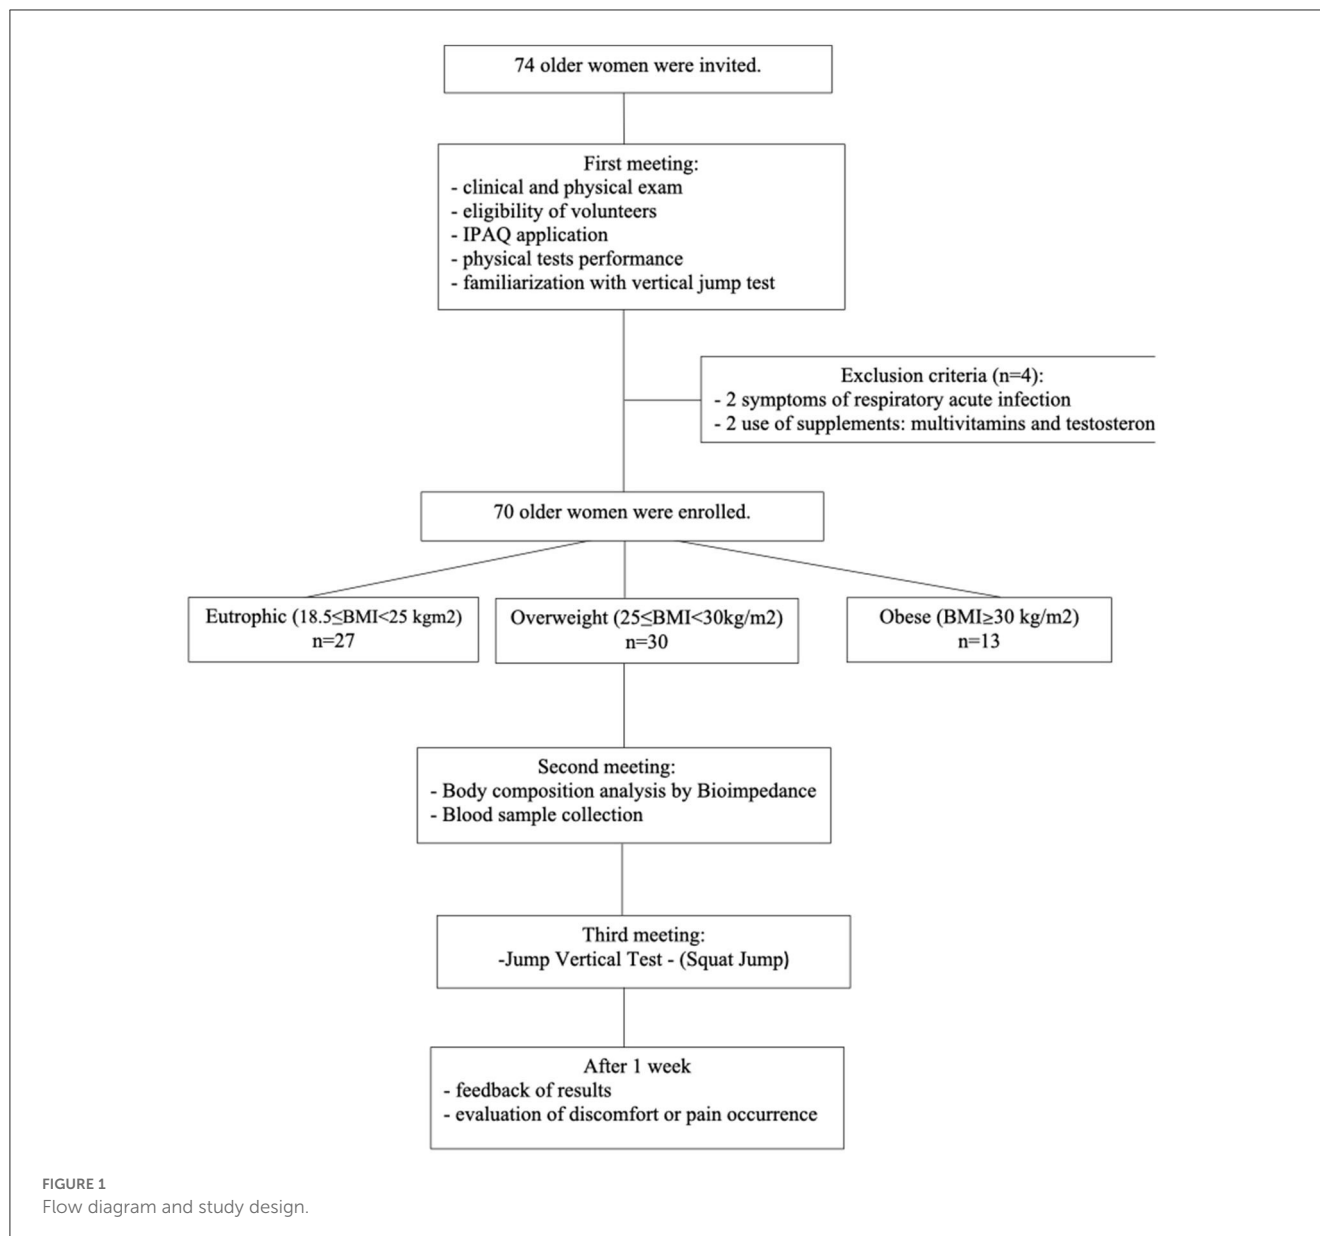 74 older women were invited.
First meeting:
- clinical and physical exam
- eligibility of volunteers
- IPAQ application
- physical tests performance
- familiarization with vertical jump test
Exclusion criteria (n=4):
- 2 symptoms of respiratory acute infection
- 2 use of supplements: multivitamins and testosteron
70 older women were enrolled.
Eutrophic (18.5≤BMI<25 kgm2)
n=27
Overweight (25≤BMI<30kg/m2)
n=30
Obese (BMI≥30 kg/m2)
n=13
Second meeting:
- Body composition analysis by Bioimpedance
- Blood sample collection
Third meeting:
-Jump Vertical Test - (Squat Jump)
After 1 week
- feedback of results
- evaluation of discomfort or pain occurrence
FIGURE 1
Flow diagram and study design.